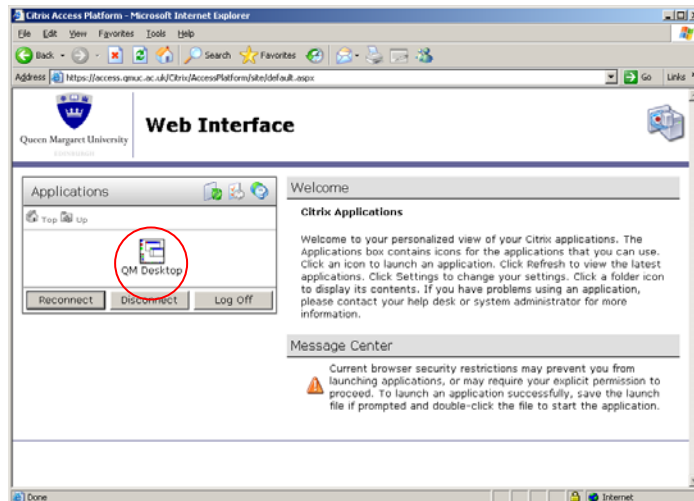 Citrix Access Platform - Microsoft Internet Explorer
File Edit View Favorites Tools Help
Back Search Favorites
Address https://access.qmuc.ac.uk/Citrix/AccessPlatform/site/default.aspx Go Links
Queen Margaret University
EDINBURGH
Web Interface
Applications
Top Up
QM Desktop
Reconnect Disconnect Log Off
Welcome
Citrix Applications
Welcome to your personalized view of your Citrix applications. The
Applications box contains icons for the applications that you can use.
Click an icon to launch an application. Click Refresh to view the latest
applications. Click Settings to change your settings. Click a folder icon
to display its contents. If you have problems using an application,
please contact your help desk or system administrator for more
information.
Message Center
Current browser security restrictions may prevent you from
launching applications, or may require your explicit permission to
proceed. To launch an application successfully, save the launch
file if prompted and double-click the file to start the application.
Done Internet